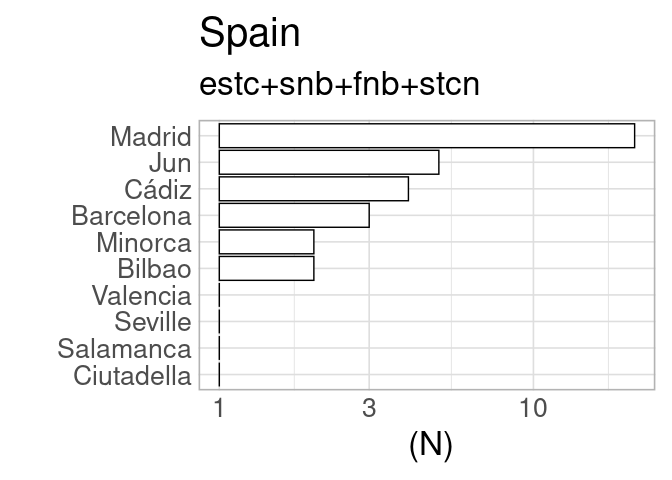 Spain
estc+snb+fnb+stcn
Madrid
Jun
Cádiz
Barcelona
Minorca
Bilbao
Valencia
Seville
Salamanca
Ciutadella
1 3 10
(N)